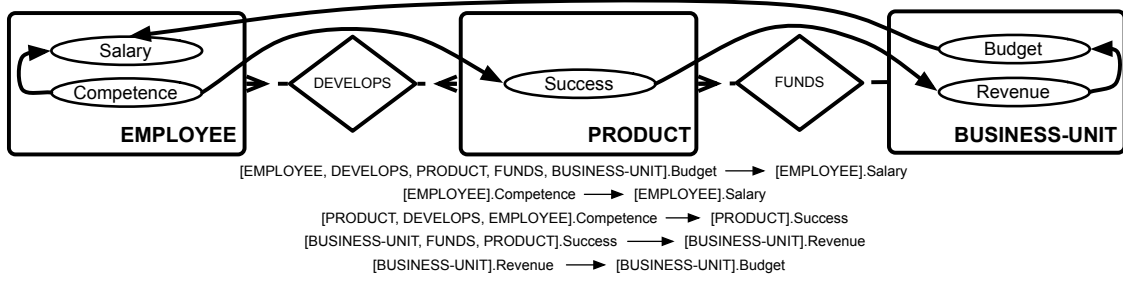 Salary
Competence
EMPLOYEE
DEVELOPS
Success
PRODUCT
FUNDS
Budget
Revenue
BUSINESS-UNIT
[EMPLOYEE, DEVELOPS, PRODUCT, FUNDS, BUSINESS-UNIT].Budget [EMPLOYEE].Salary
[EMPLOYEE].Competence [EMPLOYEE].Salary
[PRODUCT, DEVELOPS, EMPLOYEE].Competence [PRODUCT].Success
[BUSINESS-UNIT, FUNDS, PRODUCT].Success [BUSINESS-UNIT].Revenue
[BUSINESS-UNIT].Revenue [BUSINESS-UNIT].Budget